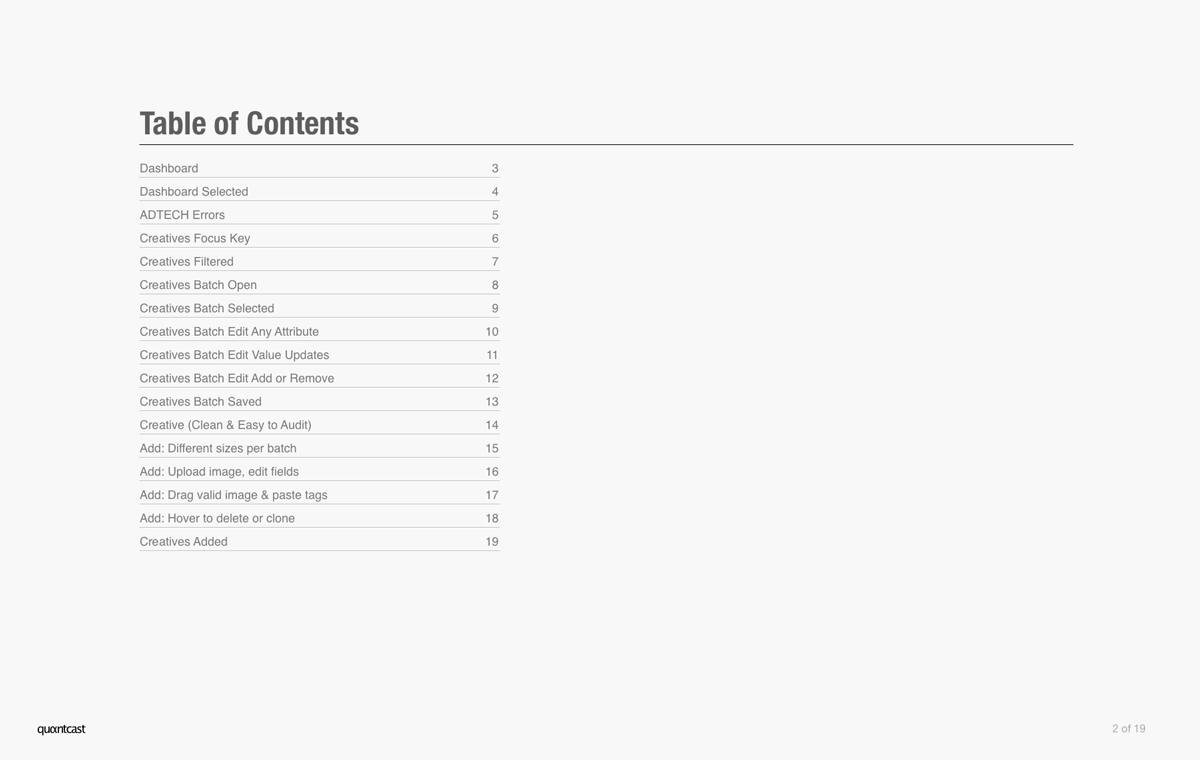 Table of Contents
Dashboard 3
Dashboard Selected 4
ADTECH Errors 5
Creatives Focus Key 6
Creatives Filtered 7
Creatives Batch Open 8
Creatives Batch Selected 9
Creatives Batch Edit Any Attribute 10
Creatives Batch Edit Value Updates 11
Creatives Batch Edit Add or Remove 12
Creatives Batch Saved 13
Creative (Clean & Easy to Audit) 14
Add: Different sizes per batch 15
Add: Upload image, edit fields 16
Add: Drag valid image & paste tags 17
Add: Hover to delete or clone 18
Creatives Added 19
quantcast 2 of 19